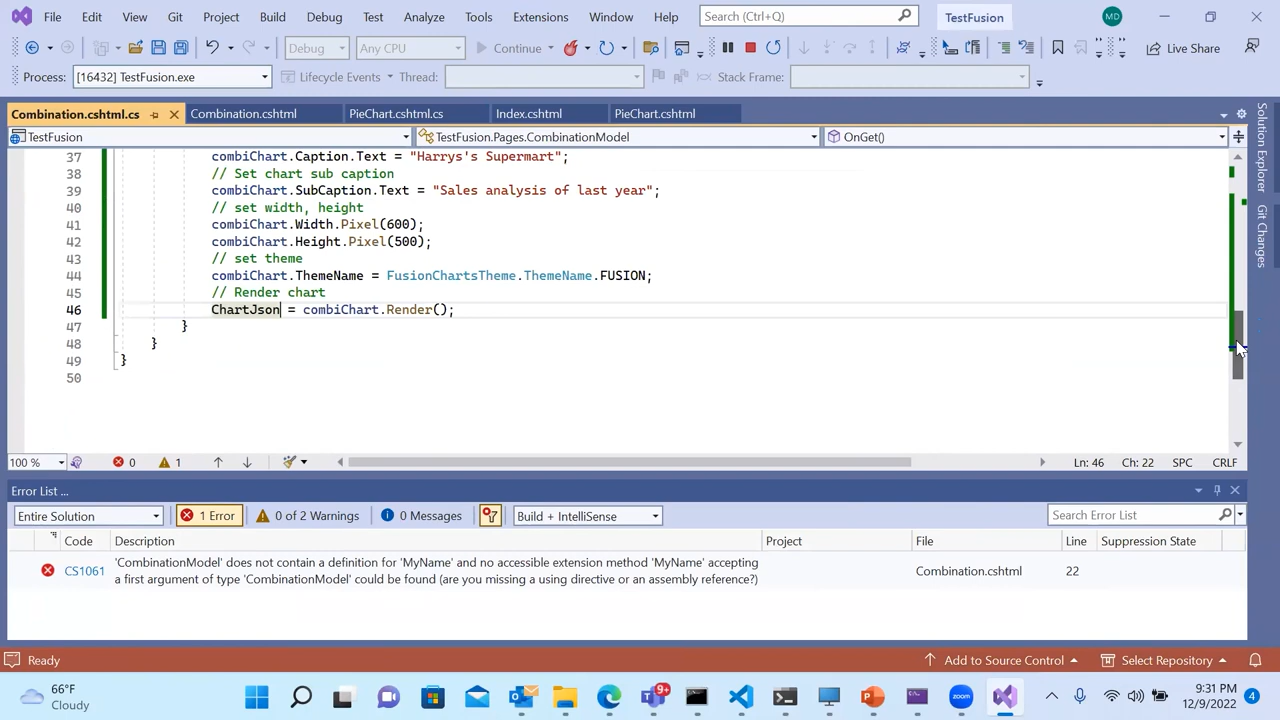 File Edit View Git Project Build Debug Test Analyze Tools Extensions Window Help Search (Ctrl+Q) TestFusion MD
Debug Any CPU Continue Live Share
Process: [16432] TestFusion.exe Lifecycle Events Thread: Stack Frame:
Combination.cshtml.cs Combination.cshtml PieChart.cshtml.cs Index.cshtml PieChart.cshtml
TestFusion TestFusion.Pages.CombinationModel OnGet()
37 combiChart.Caption.Text = "Harrys's Supermart";
38 // Set chart sub caption
39 combiChart.SubCaption.Text = "Sales analysis of last year";
40 // set width, height
41 combiChart.Width.Pixel(600);
42 combiChart.Height.Pixel(500);
43 // set theme
44 combiChart.ThemeName = FusionChartsTheme.ThemeName.FUSION;
45 // Render chart
46 ChartJson = combiChart.Render();
47 }
48 }
49 }
50
Solution Explorer
Git Changes
100 % 0 1 Ln: 46 Ch: 22 SPC CRLF
Error List ...
Entire Solution 1 Error 0 of 2 Warnings 0 Messages Build + IntelliSense Search Error List
Code Description Project File Line Suppression State
CS1061 'CombinationModel' does not contain a definition for 'MyName' and no accessible extension method 'MyName' accepting
a first argument of type 'CombinationModel' could be found (are you missing a using directive or an assembly reference?) Combination.cshtml 22
Ready Add to Source Control Select Repository
66°F
Cloudy
9+
zoom
9:31 PM
12/9/2022
4